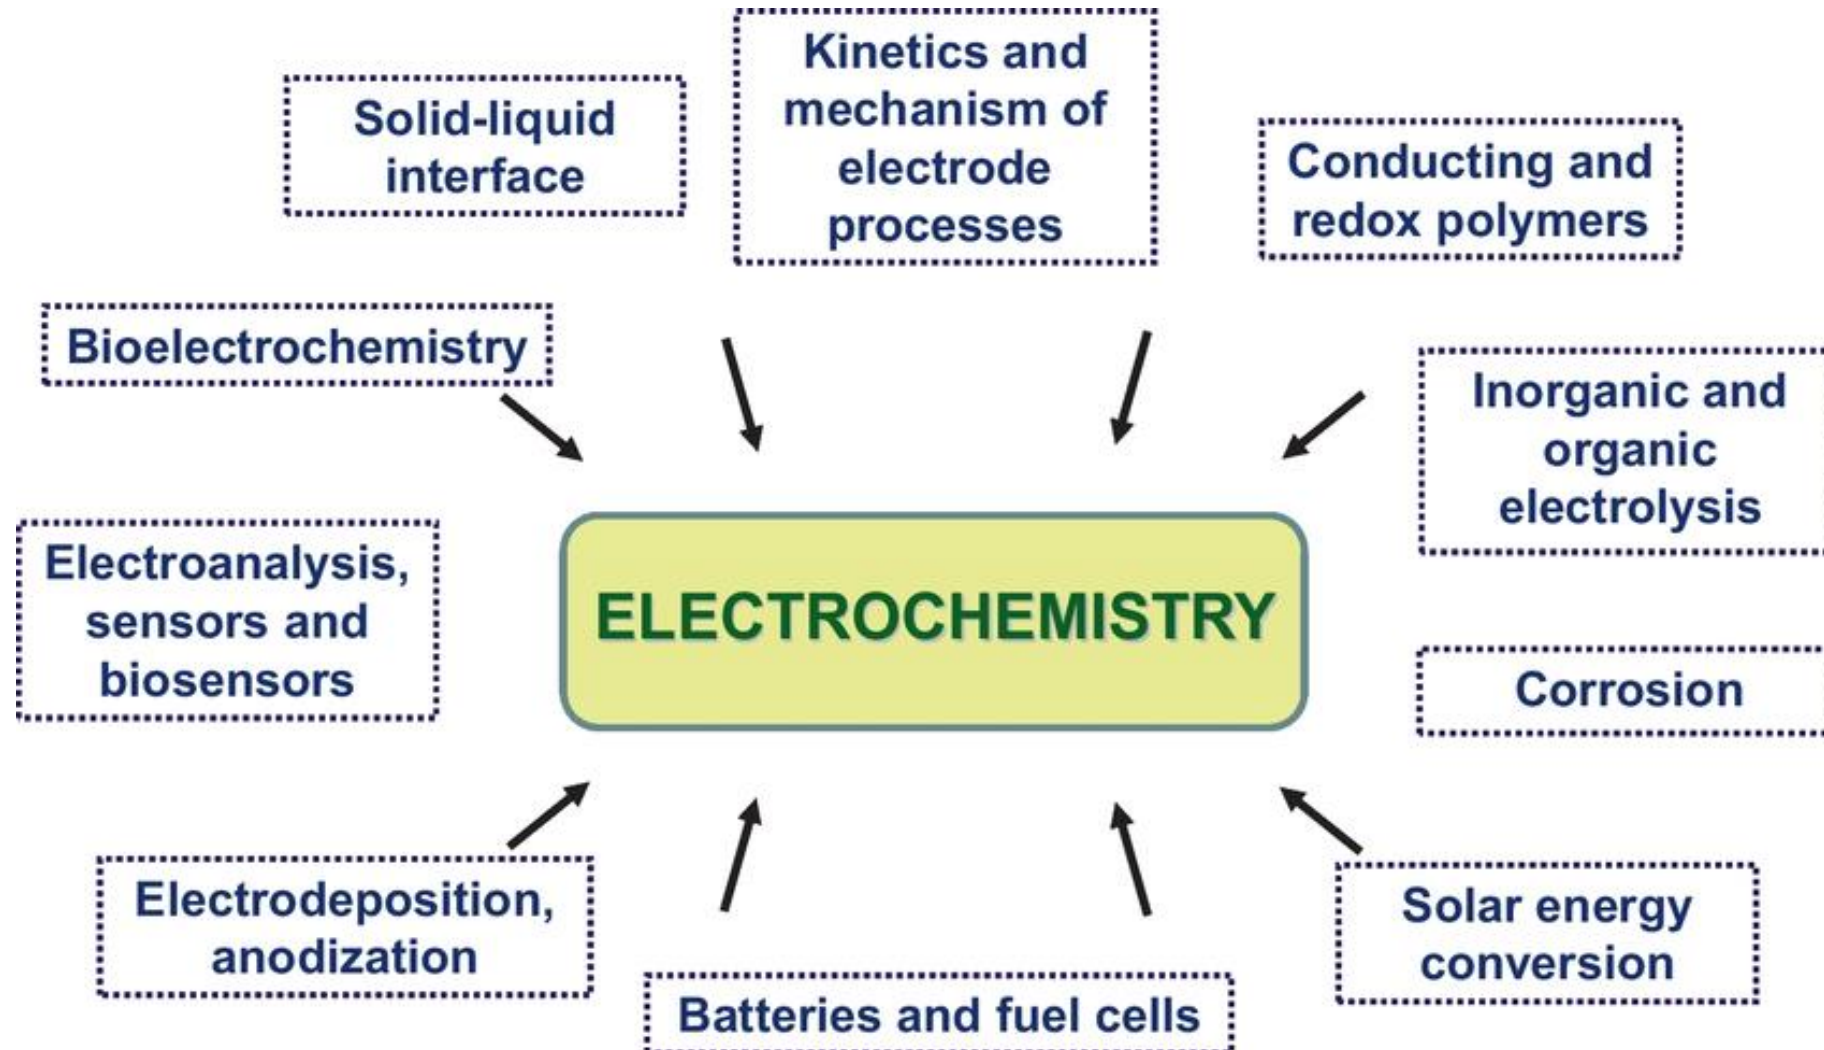 Kinetics and
mechanism of
electrode
processes
Solid-liquid
interface
Conducting and
redox polymers
Bioelectrochemistry
Inorganic and
organic
electrolysis
Electroanalysis,
sensors and
biosensors
ELECTROCHEMISTRY
Corrosion
Electrodeposition,
anodization
Solar energy
conversion
Batteries and fuel cells